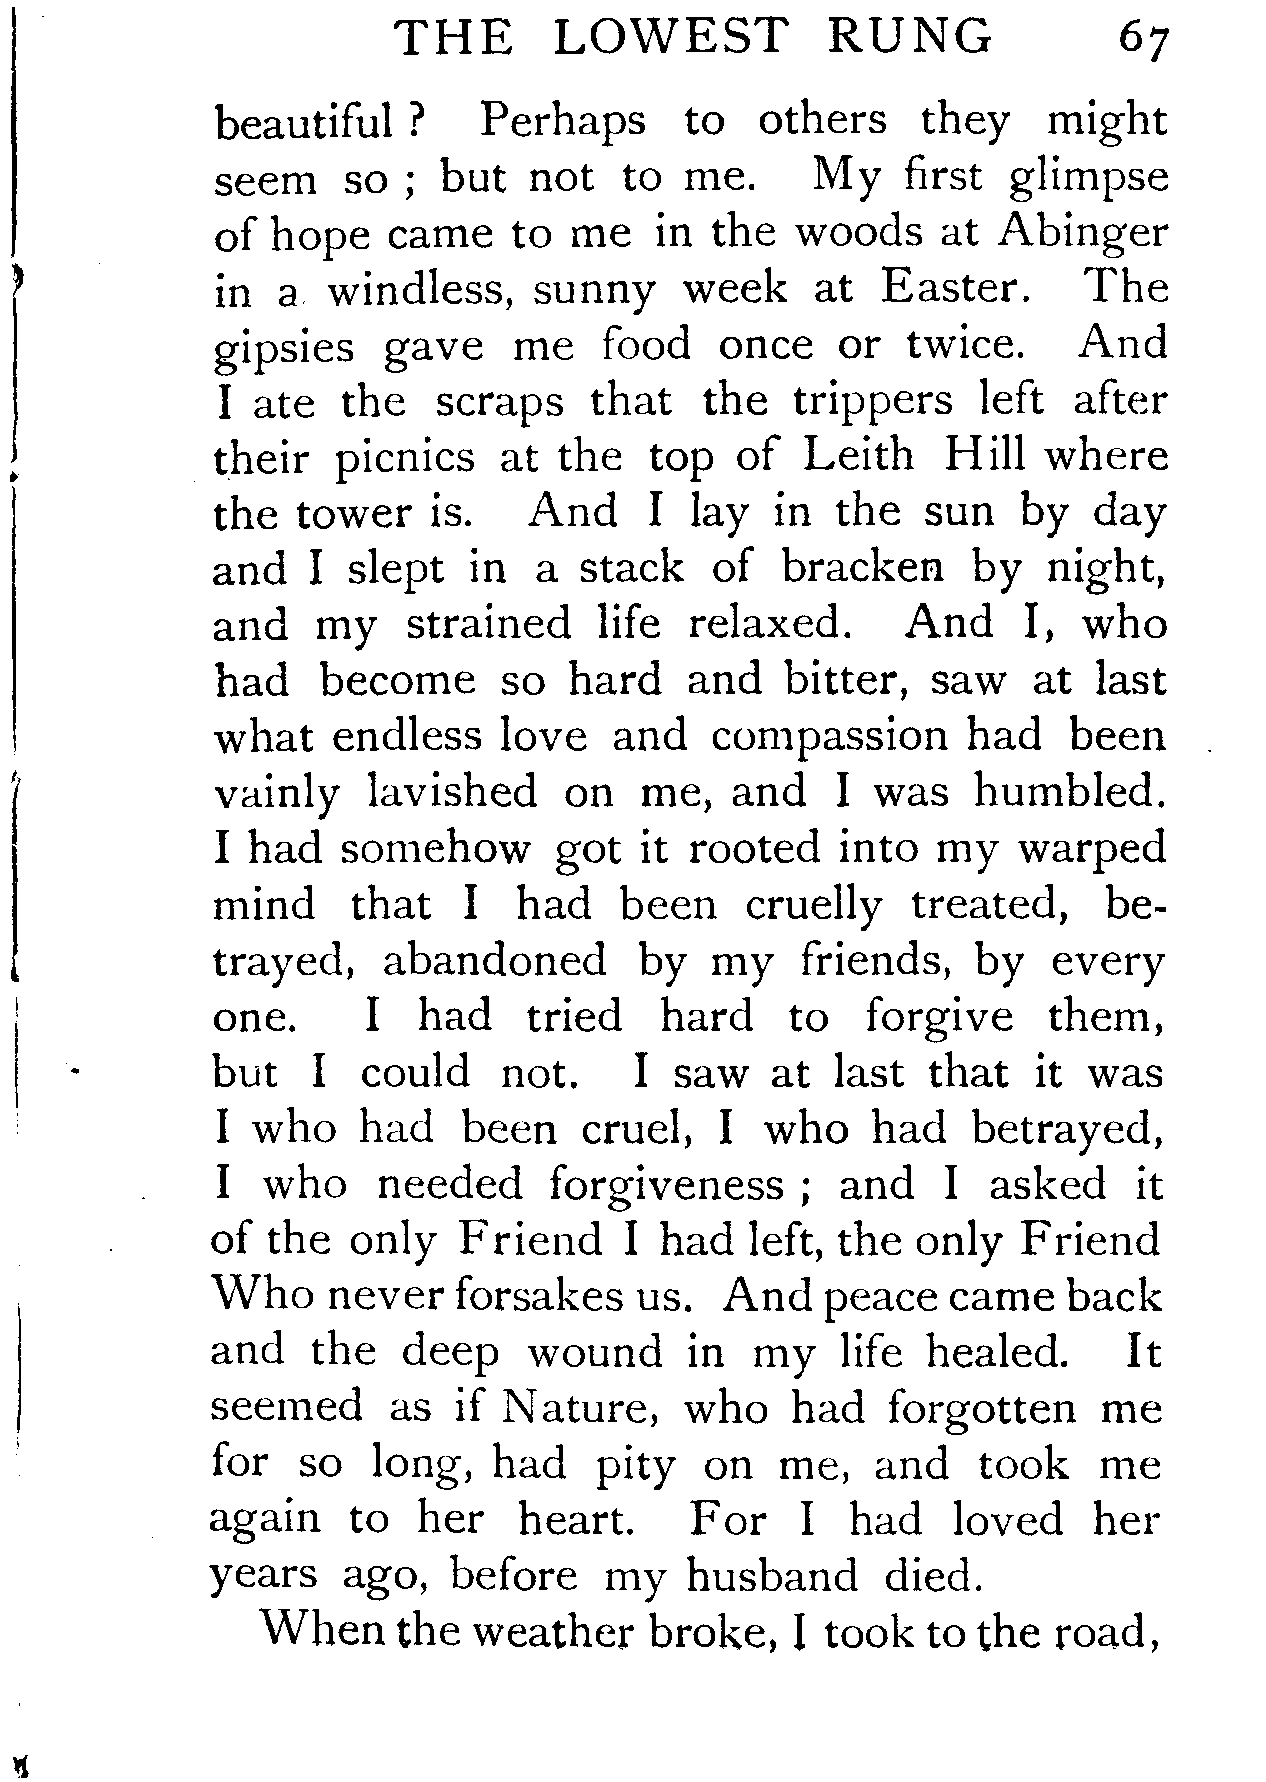 THE LOWEST RUNG 67
beautiful ? Perhaps to others they might
seem so ; but not to me. My first glimpse
of hope came to me in the woods at Abinger
in a windless, sunny week at Easter. The
gipsies gave me food once or twice. And
I ate the scraps that the trippers left after
their picnics at the top of Leith Hill where
the tower is. And I lay in the sun by day
and I slept in a stack of bracken by night,
and my strained life relaxed. And I, who
had become so hard and bitter, saw at last
what endless love and compassion had been
vainly lavished on me, and I was humbled.
I had somehow got it rooted into my warped
mind that I had been cruelly treated, be-
trayed, abandoned by my friends, by every
one. I had tried hard to forgive them,
but I could not. I saw at last that it was
I who had been cruel, I who had betrayed,
I who needed forgiveness ; and I asked it
of the only Friend I had left, the only Friend
Who never forsakes us. And peace came back
and the deep wound in my life healed. It
seemed as if Nature, who had forgotten me
for so long, had pity on me, and took me
again to her heart. For I had loved her
years ago, before my husband died.
When the weather broke, I took to the road,